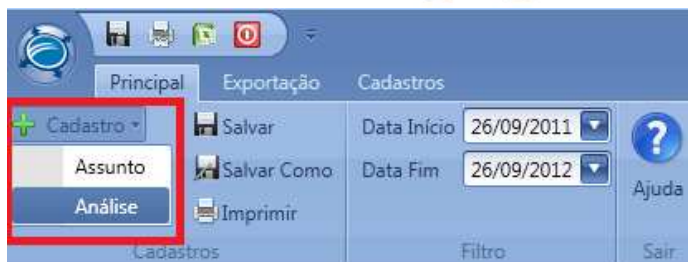 Principal Exportação Cadastros
Cadastro Salvar Data Início 26/09/2011
Assunto Salvar Como Data Fim 26/09/2012 Ajuda
Análise Imprimir
Cadastros Filtro Sair